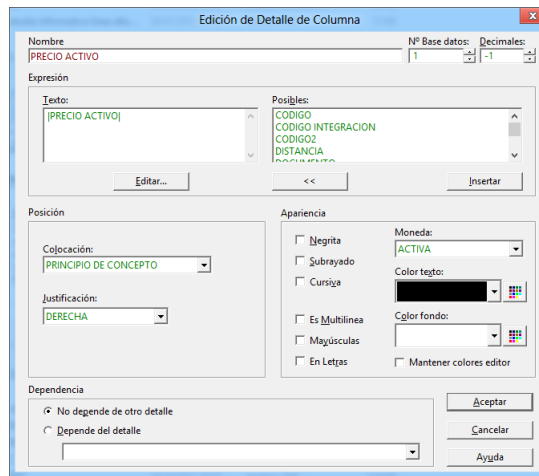 Edición de Detalle de Columna
x
Nombre
Nº Base datos:
Decimales:
PRECIO ACTIVO
1
-1
Expresión
Texto:
Posibles:
|PRECIO ACTIVO|
CODIGO
CODIGO INTEGRACION
CODIGO2
DISTANCIA
DOCUMENTO
Editar...
<<
Insertar
Posición
Apariencia
Colocación:
PRINCIPIO DE CONCEPTO
Justificación:
DERECHA
Negrita
Subrayado
Cursiva
Es Multilinea
Mayúsculas
En Letras
Moneda:
ACTIVA
Color texto:
Color fondo:
Mantener colores editor
Dependencia
No depende de otro detalle
Depende del detalle
Aceptar
Cancelar
Ayuda